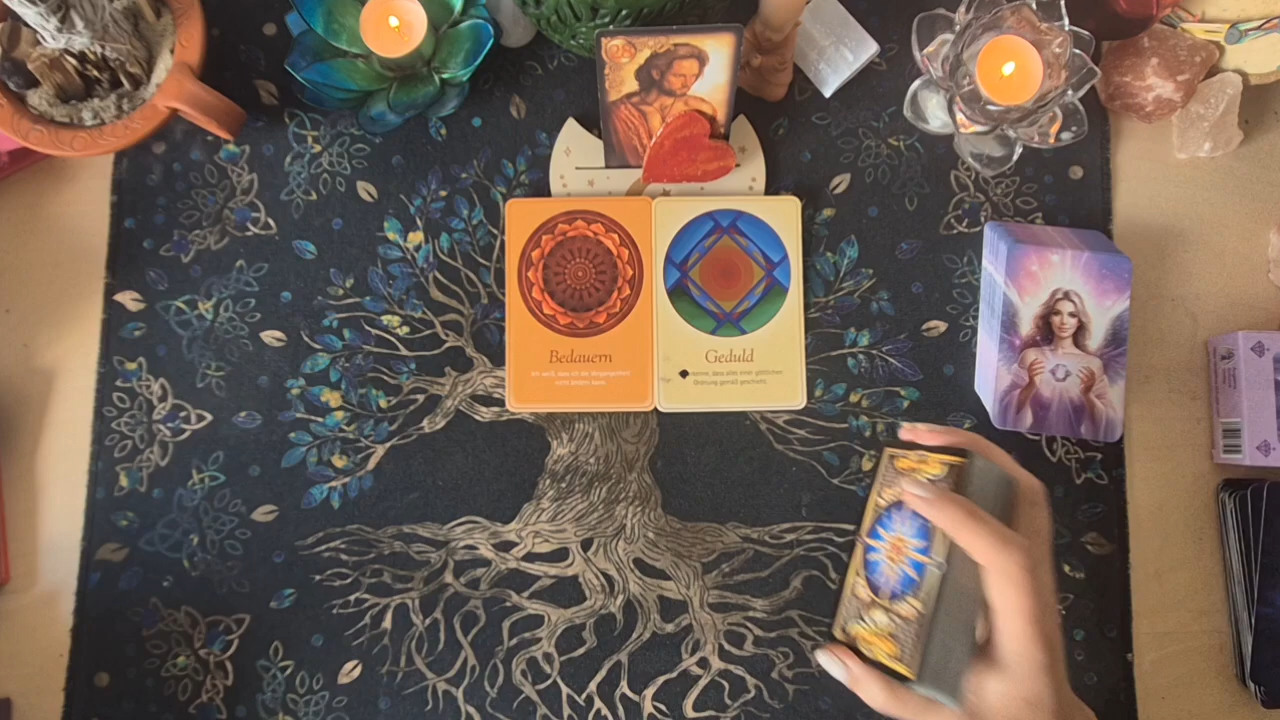 28
Bedauern
Ich weiß, dass ich die Vergangenheit
nicht ändern kann.
Geduld
erkenne, dass alles einer göttlichen
Ordnung gemäß geschieht.